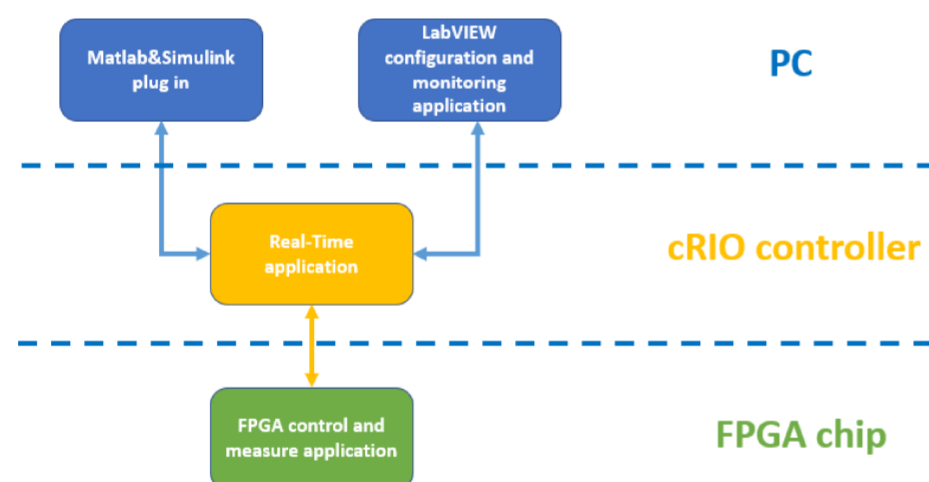 Matlab&Simulink
plug in
LabVIEW
configuration and
monitoring
application
PC
Real-Time
application
cRIO controller
FPGA control and
measure application
FPGA chip